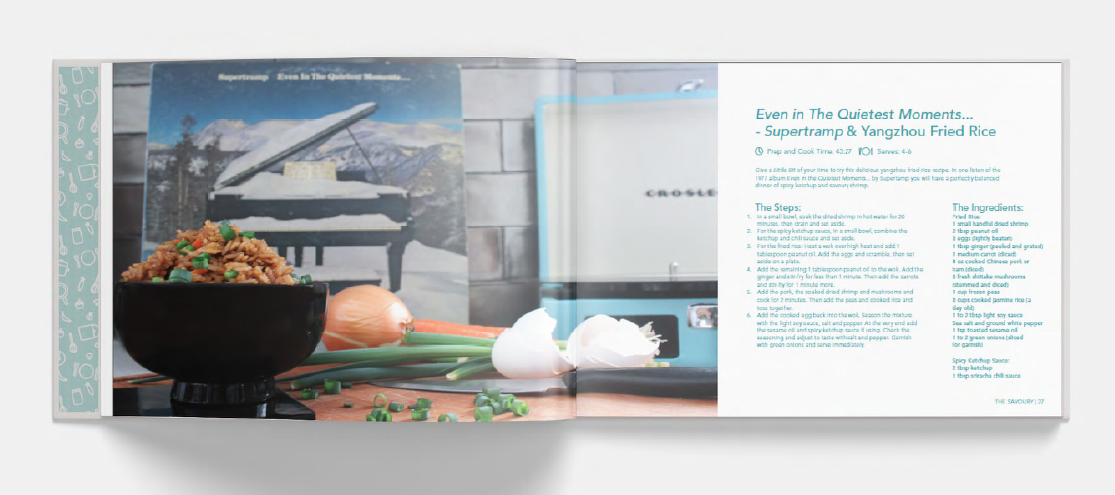 Supertramp Even In The Quietest Moments...
CROSLE
Even in The Quietest Moments...
- Supertramp & Yangzhou Fried Rice
Prep and Cook Time: 43:27 Serves: 4-6
Give a Little Bit of your time to try this delicious yangzhou fried rice recipe. In one listen of the
1977 album Even in the Quietest Moments... by Supertramp you will have a perfectly balanced
dinner of spicy ketchup and savoury shrimp.
The Steps:
1. In a small bowl, soak the dried shrimp in hot water for 20
minutes, then drain and set aside.
2. For the spicy ketchup sauce, in a small bowl, combine the
ketchup and chili sauce and set aside.
3. For the fried rice: Heat a wok over high heat and add 1
tablespoon peanut oil. Add the eggs and scramble, then set
aside on a plate.
4. Add the remaining 1 tablespoon peanut oil to the wok. Add the
ginger and stir fry for less than 1 minute. Then add the carrots
and stir fry for 1 minute more.
5. Add the pork, the soaked dried shrimp and mushrooms and
cook for 2 minutes. Then add the peas and cooked rice and
toss together.
6. Add the cooked egg back into the wok. Season the mixture
with the light soy sauce, salt and pepper. At the very end add
the sesame oil and spicy ketchup sauce if using. Check the
seasoning and adjust to taste with salt and pepper. Garnish
with green onions and serve immediately.
The Ingredients:
Fried Rice:
1 small handful dried shrimp
2 tbsp peanut oil
3 eggs (lightly beaten)
1 tbsp ginger (peeled and grated)
1 medium carrot (diced)
8 oz cooked Chinese pork or
ham (diced)
5 fresh shiitake mushrooms
(stemmed and diced)
1 cup frozen peas
3 cups cooked jasmine rice (a
day old)
1 to 2 tbsp light soy sauce
Sea salt and ground white pepper
1 tsp toasted sesame oil
1 to 2 green onions (sliced
for garnish)
Spicy Ketchup Sauce:
2 tbsp ketchup
1 tbsp sriracha chili sauce
THE SAVOURY | 27